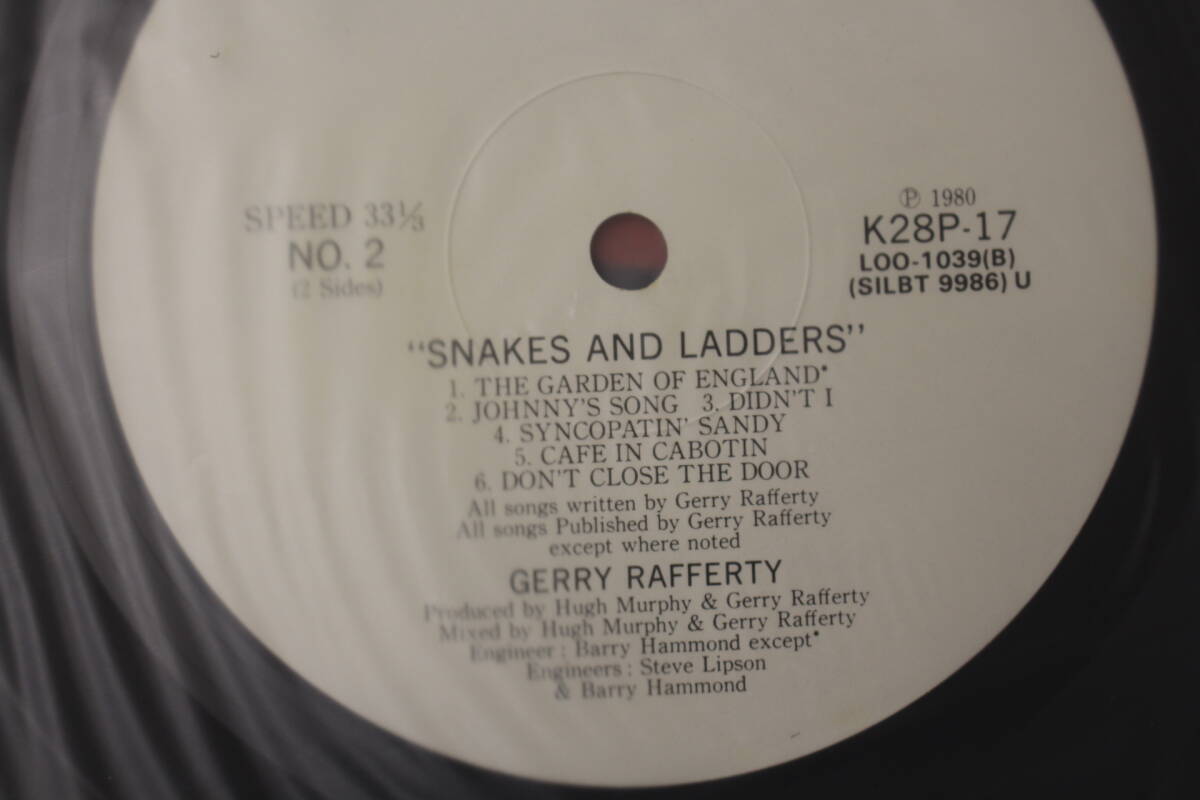 SPEED 33⅓
NO. 2
(2 Sides)
Ⓟ 1980
K28P-17
LOO-1039(B)
(SILBT 9986) U
"SNAKES AND LADDERS"
1. THE GARDEN OF ENGLAND*
2. JOHNNY'S SONG 3. DIDN'T I
4. SYNCOPATIN' SANDY
5. CAFE IN CABOTIN
6. DON'T CLOSE THE DOOR
All songs written by Gerry Rafferty
All songs Published by Gerry Rafferty
except where noted
GERRY RAFFERTY
Produced by Hugh Murphy & Gerry Rafferty
Mixed by Hugh Murphy & Gerry Rafferty
Engineer : Barry Hammond except*
Engineers : Steve Lipson
& Barry Hammond